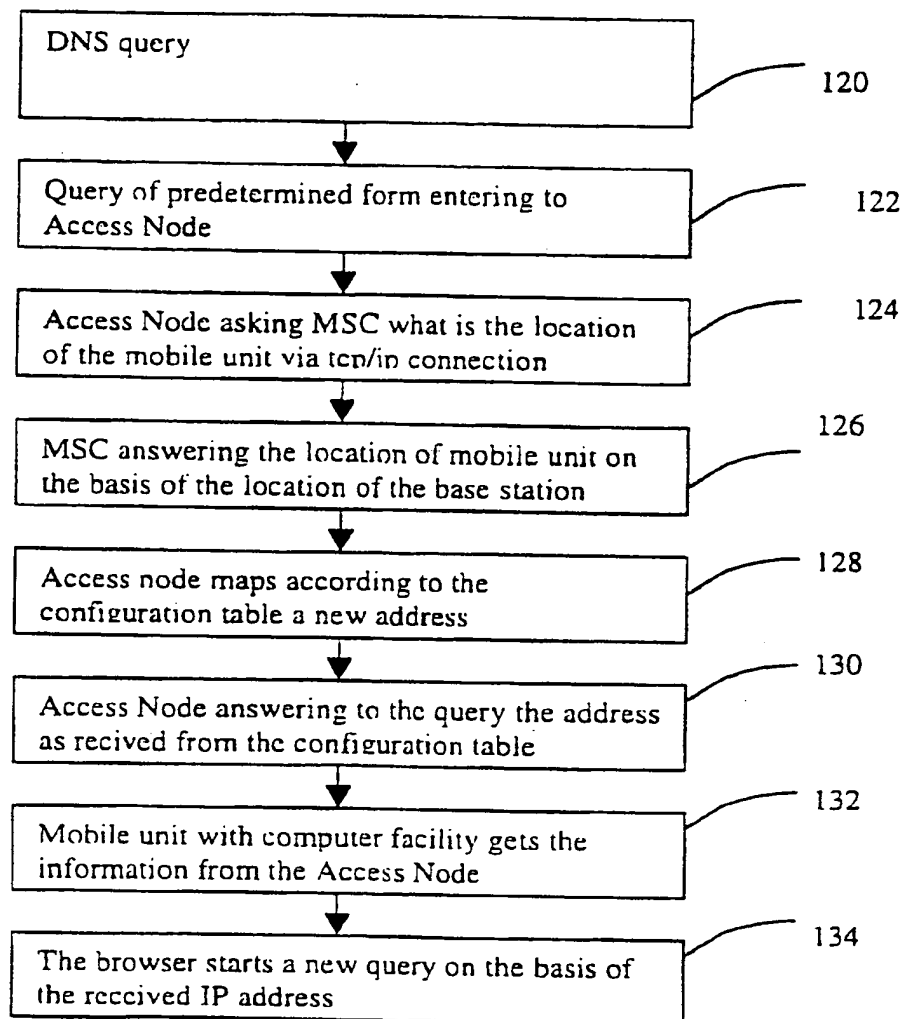 DNS query
120
Query of predetermined form entering to
Access Node
122
Access Node asking MSC what is the location
of the mobile unit via tcp/ip connection
124
MSC answering the location of mobile unit on
the basis of the location of the base station
126
Access node maps according to the
configuration table a new address
128
Access Node answering to the query the address
as recived from the configuration table
130
Mobile unit with computer facility gets the
information from the Access Node
132
The browser starts a new query on the basis of
the received IP address
134